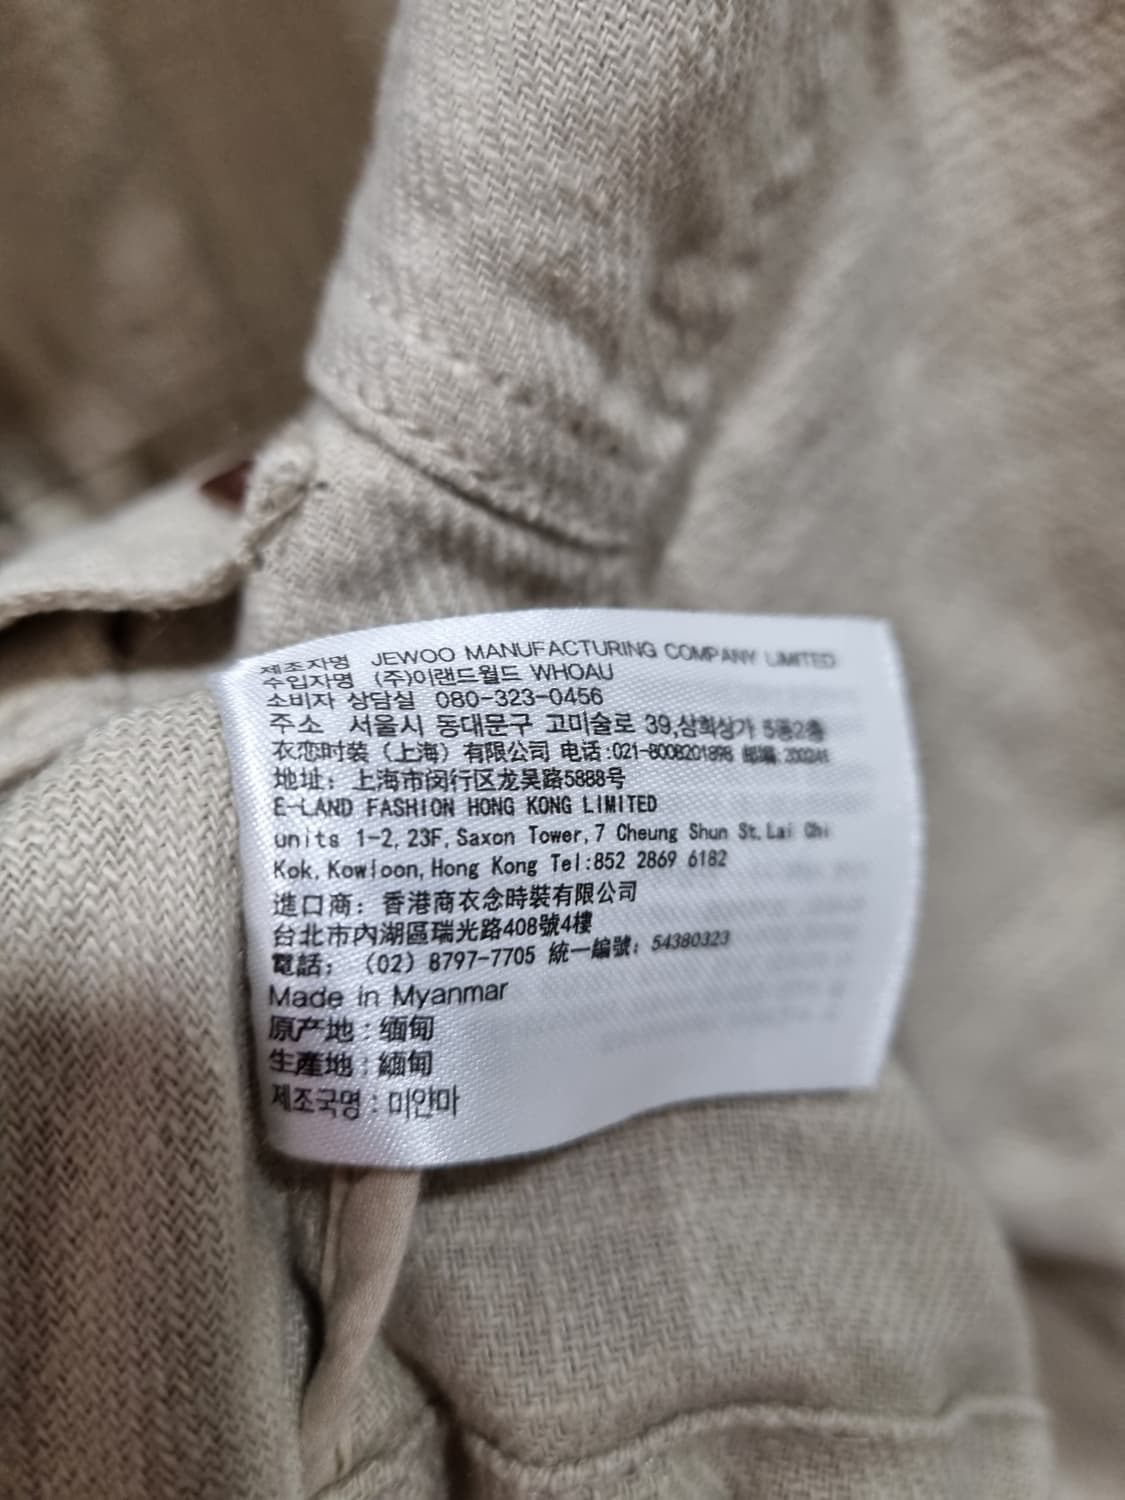 제조자명 JEWOO MANUFACTURING COMPANY LIMITED
수입자명 (주)이랜드월드 WHOAU
소비자 상담실 080-323-0456
주소 서울시 동대문구 고미술로 39,삼희상가 5동2층
衣恋时装（上海）有限公司 电话:021-8008201898 邮编:
地址：上海市闵行区龙吴路5888号
E-LAND FASHION HONG KONG LIMITED
units 1-2, 23F, Saxon Tower, 7 Cheung Shun St. Lai Chi
Kok, Kowloon, Hong Kong Tel:852 2869 6182
進口商：香港商衣念時裝有限公司
台北市內湖區瑞光路408號4樓
電話：（02）8797-7705 統一編號：54380323
Made in Myanmar
原产地：缅甸
生產地：緬甸
제조국명 : 미얀마